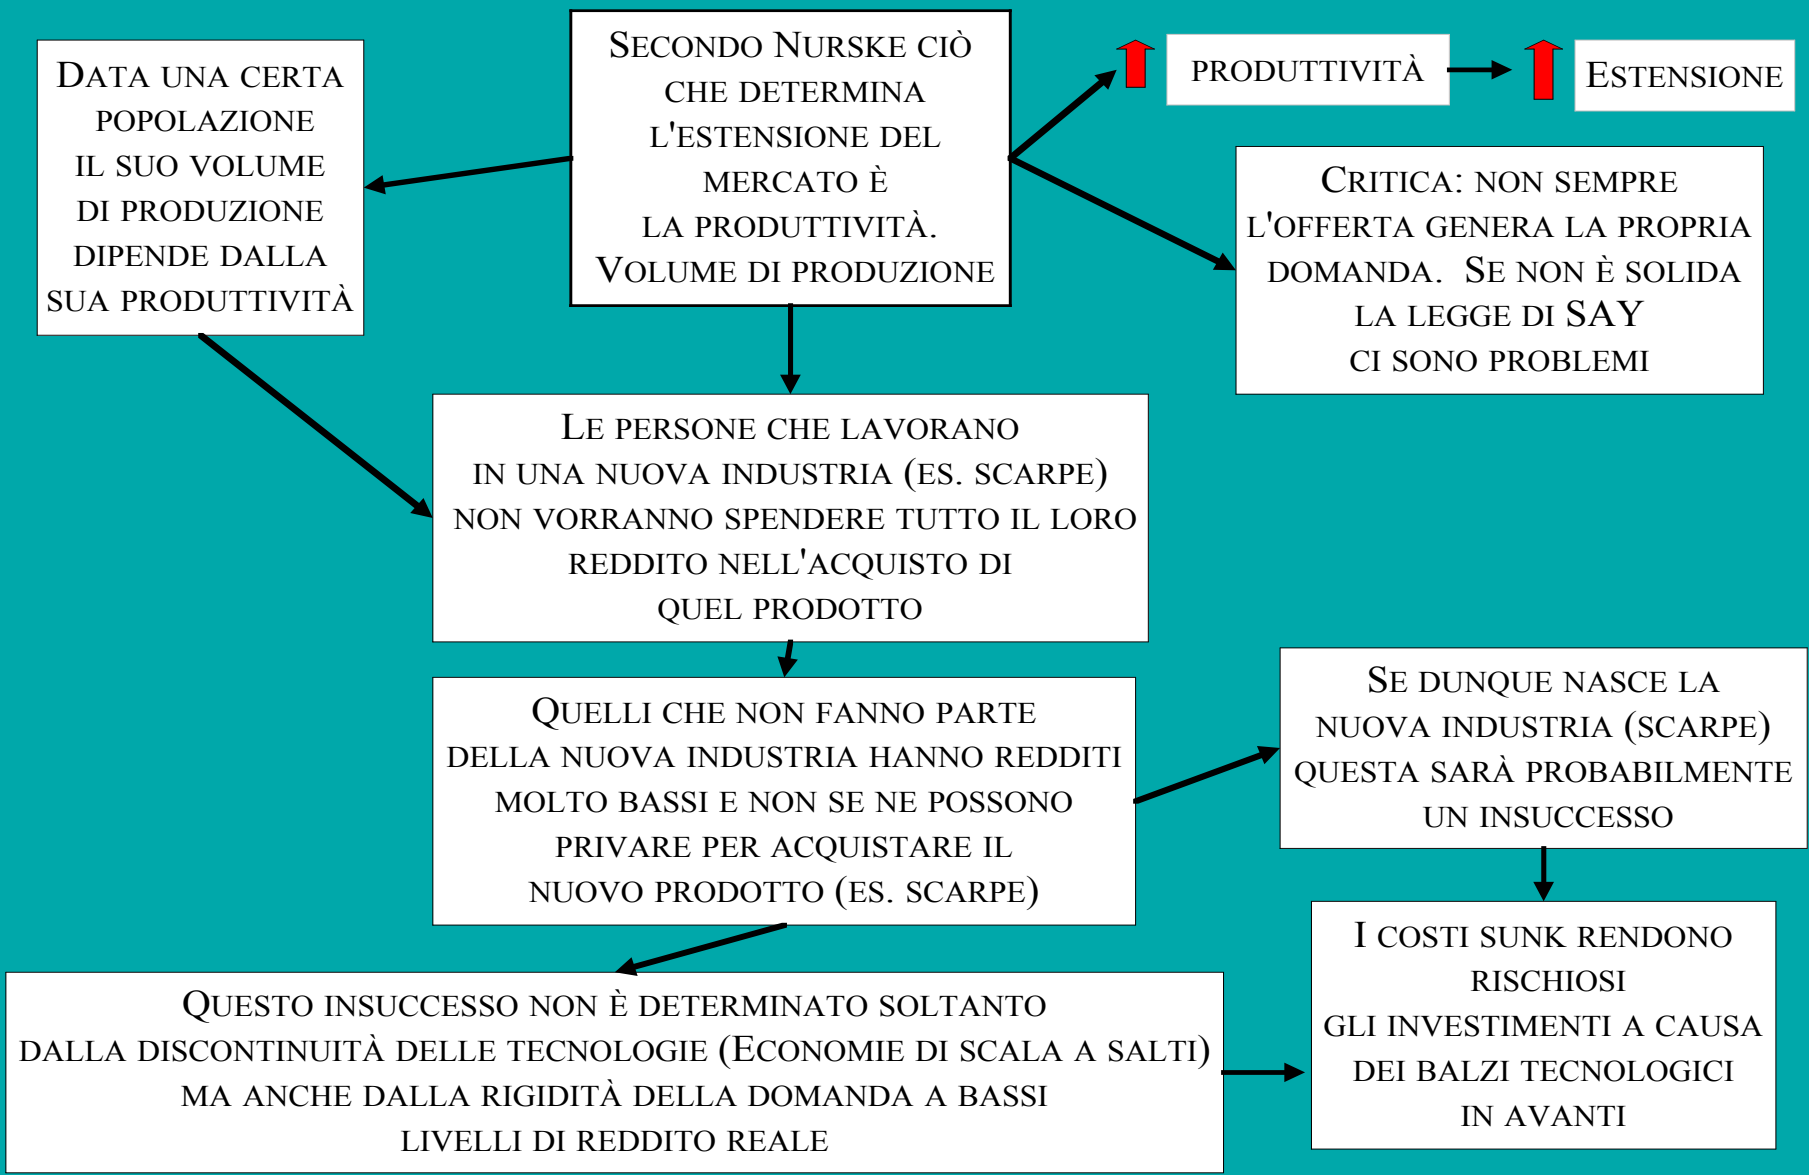 Secondo Nurske ciò
che determina
l'estensione del
mercato è
la produttività.
Volume di produzione
Data una certa
popolazione
il suo volume
di produzione
dipende dalla
sua produttività
produttività
Estensione
Critica: non sempre
l'offerta genera la propria
domanda. Se non è solida
la legge di SAY
ci sono problemi
Le persone che lavorano
in una nuova industria (es. scarpe)
non vorranno spendere tutto il loro
reddito nell'acquisto di
quel prodotto
Quelli che non fanno parte
della nuova industria hanno redditi
molto bassi e non se ne possono
privare per acquistare il
nuovo prodotto (es. scarpe)
Se dunque nasce la
nuova industria (scarpe)
questa sarà probabilmente
un insuccesso
Questo insuccesso non è determinato soltanto
dalla discontinuità delle tecnologie (Economie di scala a salti)
ma anche dalla rigidità della domanda a bassi
livelli di reddito reale
I costi sunk rendono
rischiosi
gli investimenti a causa
dei balzi tecnologici
in avanti